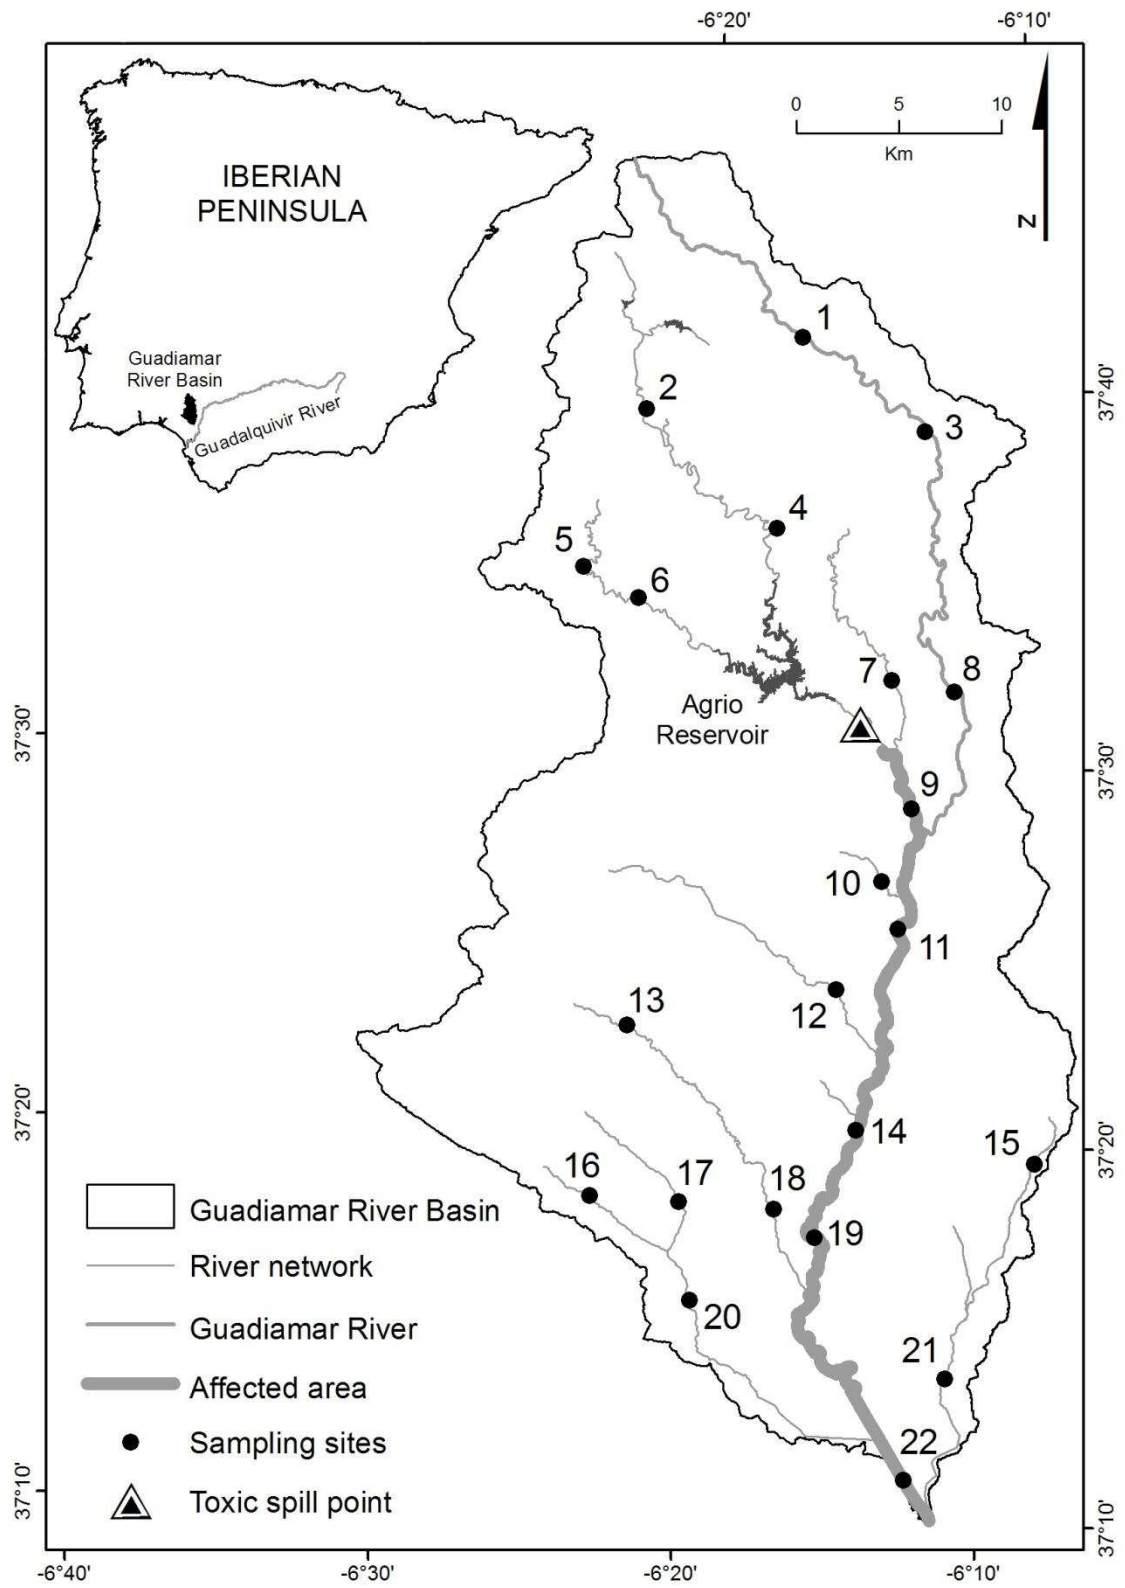 -6°20'
-6°10'
0
5
10
Km
N
IBERIAN
PENINSULA
Guadiamar
River Basin
Guadalquivir River
1
2
3
4
5
6
7
8
Agrio
Reservoir
9
10
11
12
13
14
15
16
17
18
19
20
21
22
37°40'
37°30'
37°20'
37°10'
37°30'
37°20'
37°10'
Guadiamar River Basin
River network
Guadiamar River
Affected area
Sampling sites
Toxic spill point
-6°40'
-6°30'
-6°20'
-6°10'